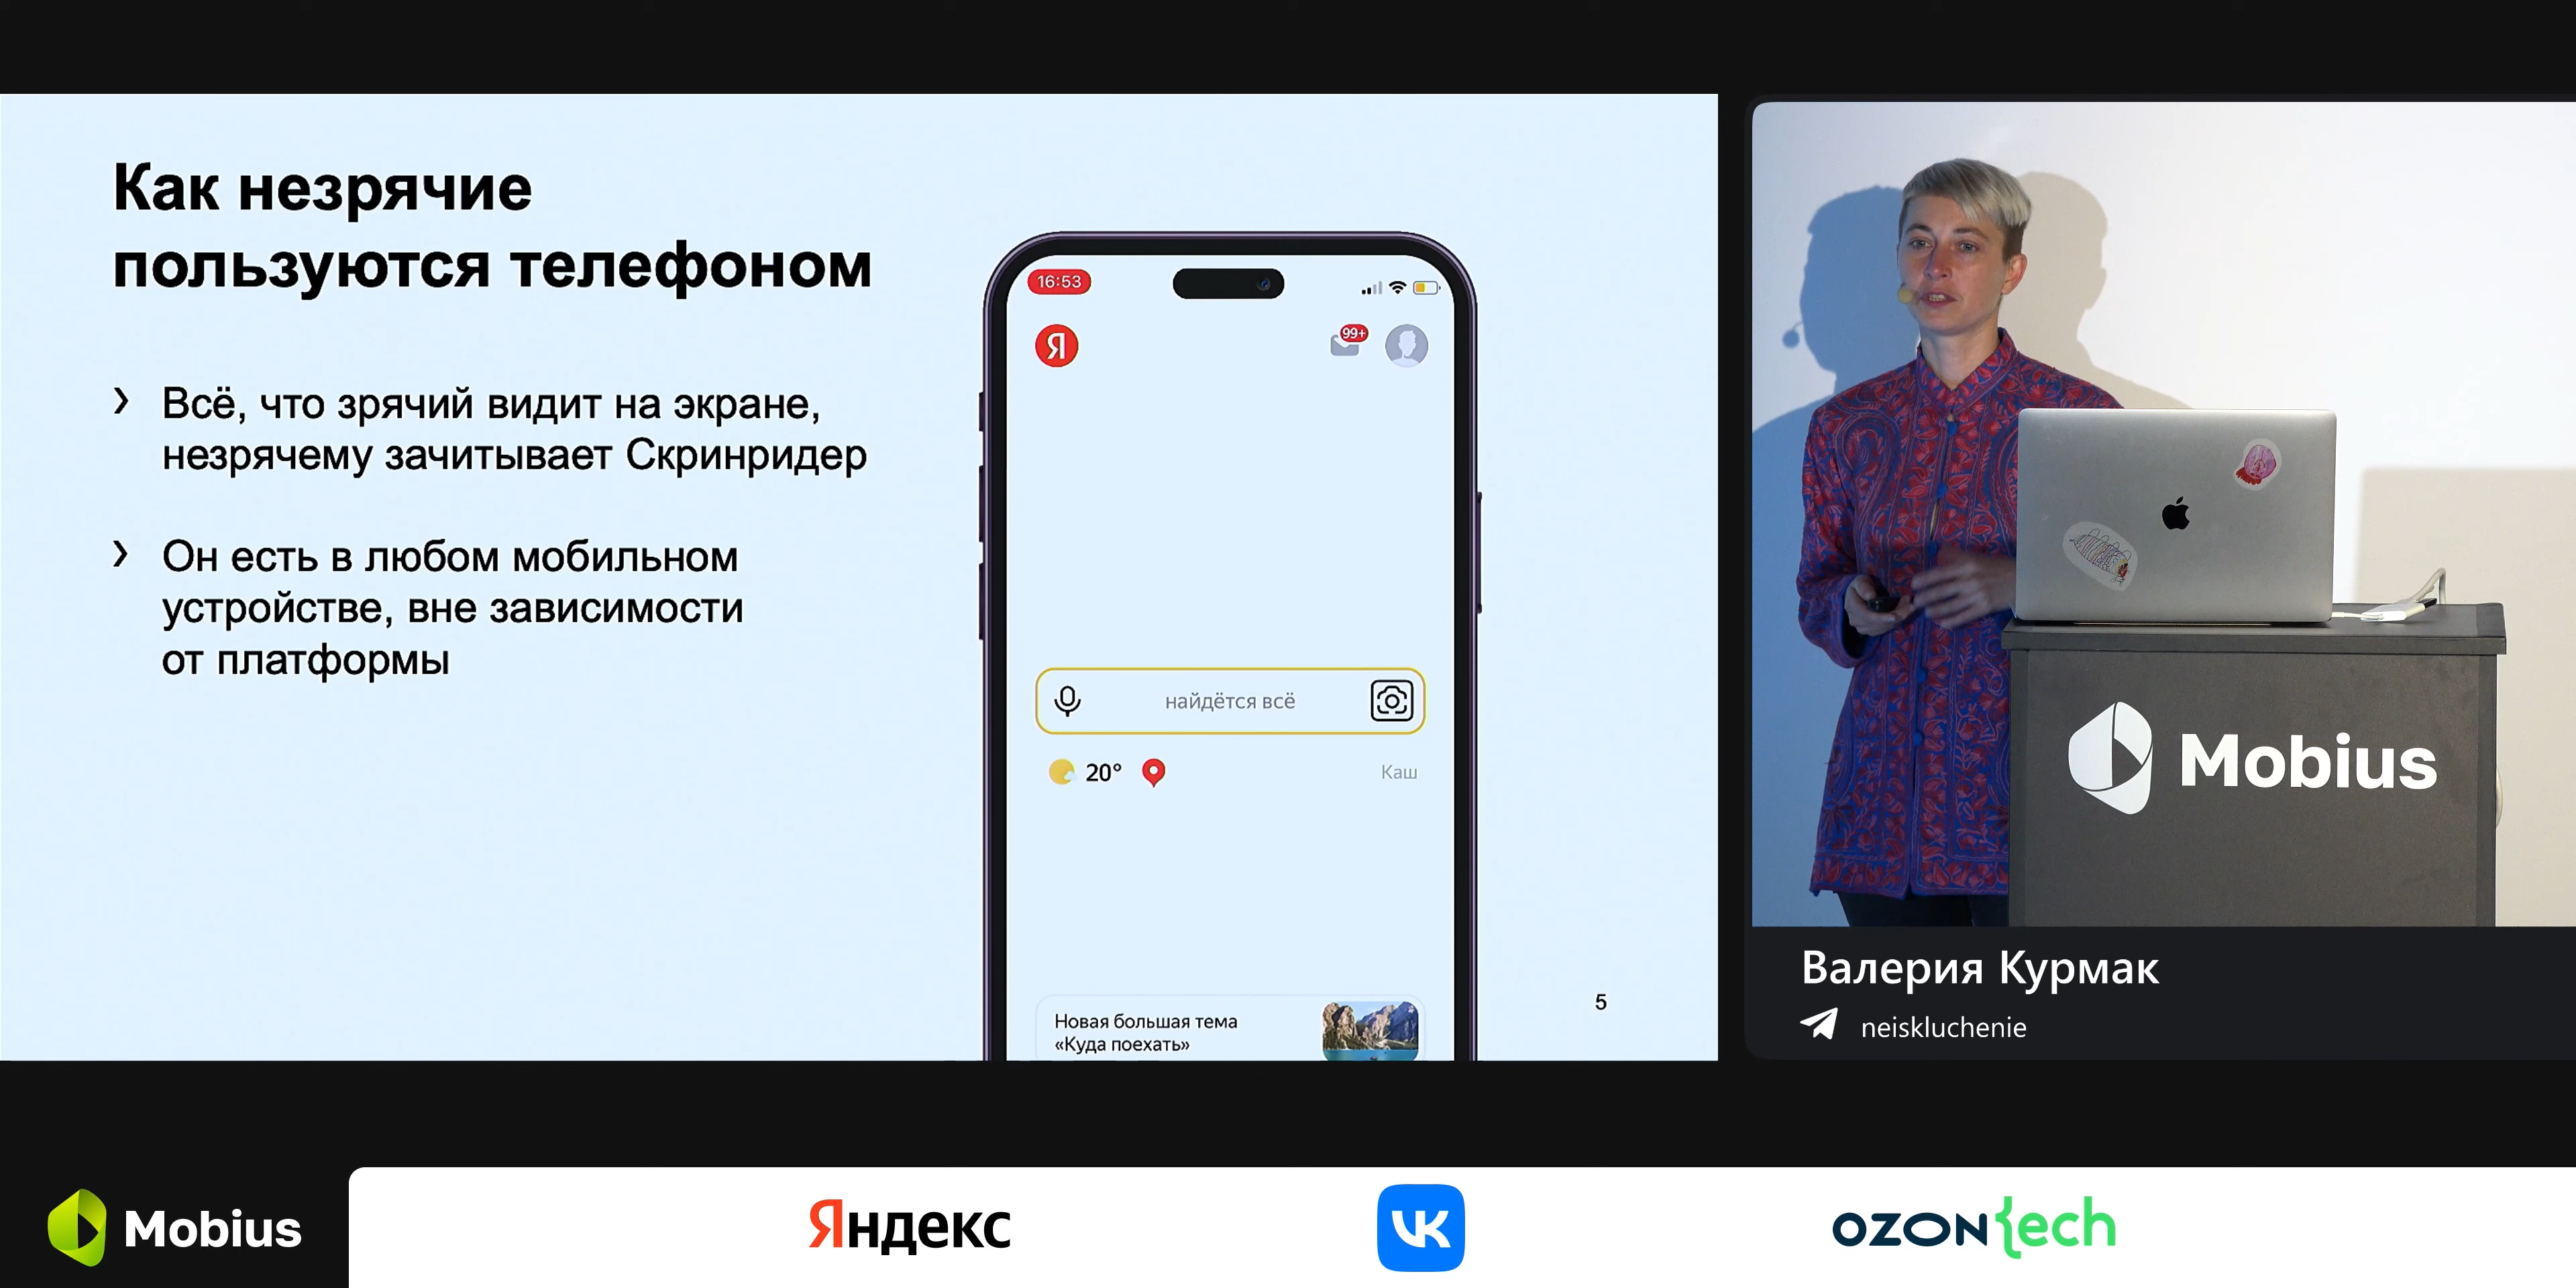 Как незрячие
пользуются телефоном
› Всё, что зрячий видит на экране,
незрячему зачитывает Скринридер
› Он есть в любом мобильном
устройстве, вне зависимости
от платформы
16:53
Я
99+
найдётся всё
20°
Каш
Новая большая тема
«Куда поехать»
5
Mobius
Валерия Курмак
neiskluchenie
Mobius
Яндекс
VK
ozon{tech